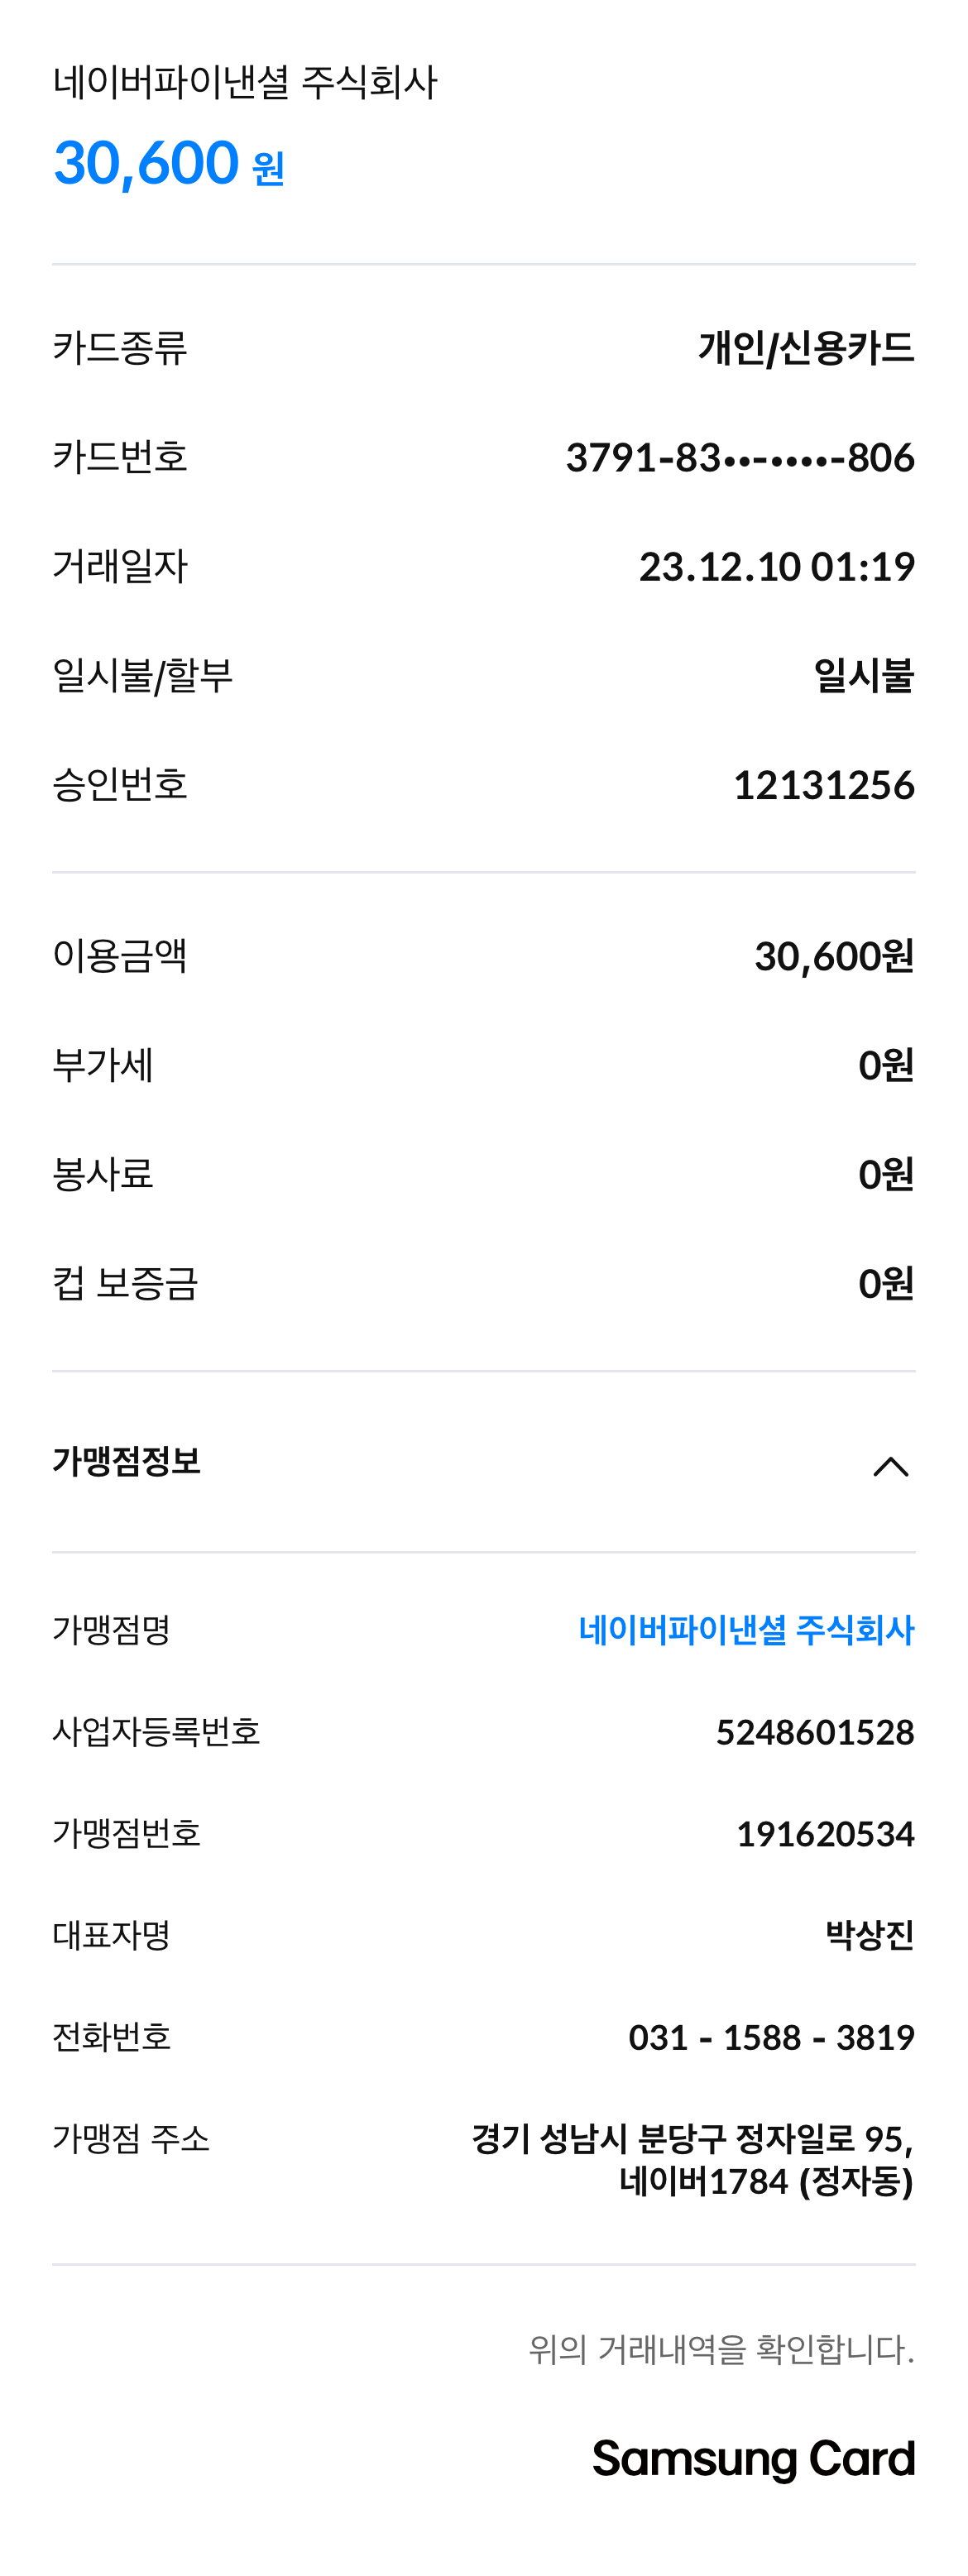 네이버파이낸셜 주식회사
30,600 원
카드종류 개인/신용카드
카드번호 3791-83••-••••-806
거래일자 23.12.10 01:19
일시불/할부 일시불
승인번호 12131256
이용금액 30,600원
부가세 0원
봉사료 0원
컵 보증금 0원
가맹점정보
가맹점명 네이버파이낸셜 주식회사
사업자등록번호 5248601528
가맹점번호 191620534
대표자명 박상진
전화번호 031 - 1588 - 3819
가맹점 주소 경기 성남시 분당구 정자일로 95,
네이버1784 (정자동)
위의 거래내역을 확인합니다.
Samsung Card